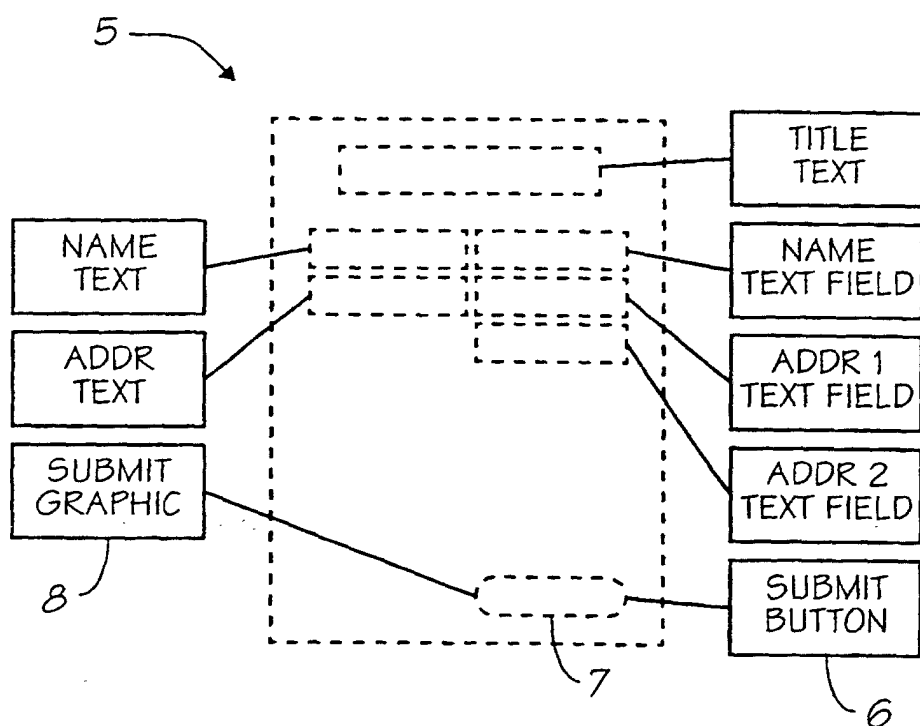 5
TITLE
TEXT
NAME
TEXT
NAME
TEXT FIELD
ADDR
TEXT
ADDR 1
TEXT FIELD
SUBMIT
GRAPHIC
ADDR 2
TEXT FIELD
8
SUBMIT
BUTTON
7
6